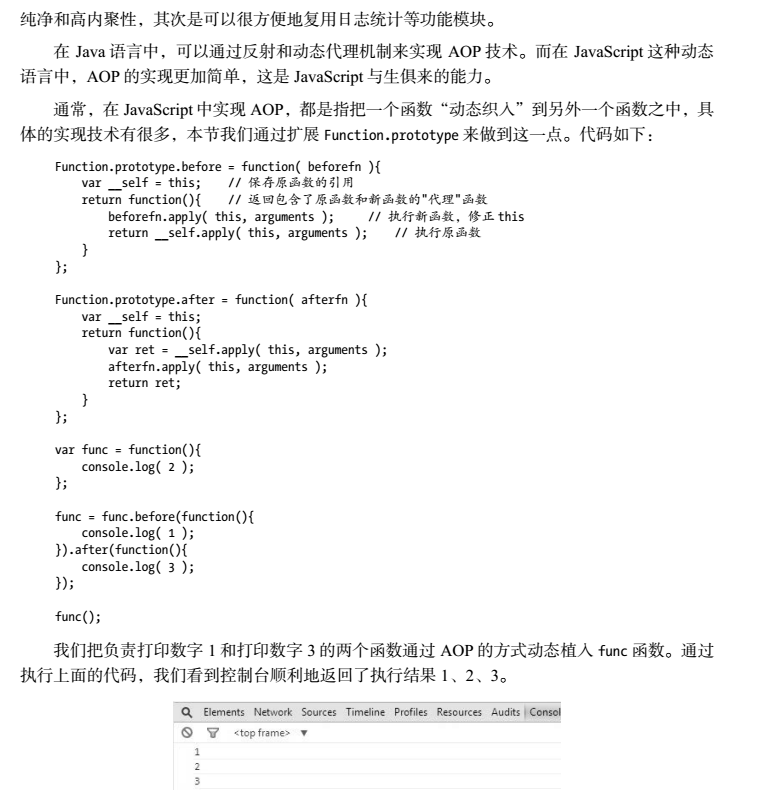 纯净和高内聚性，其次是可以很方便地复用日志统计等功能模块。
在 Java 语言中，可以通过反射和动态代理机制来实现 AOP 技术。而在 JavaScript 这种动态
语言中，AOP 的实现更加简单，这是 JavaScript 与生俱来的能力。
通常，在 JavaScript 中实现 AOP，都是指把一个函数“动态织入”到另外一个函数之中，具
体的实现技术有很多，本节我们通过扩展 Function.prototype 来做到这一点。代码如下：
Function.prototype.before = function( beforefn ){
    var __self = this;    // 保存原函数的引用
    return function(){    // 返回包含了原函数和新函数的"代理"函数
        beforefn.apply( this, arguments );     // 执行新函数，修正 this
        return __self.apply( this, arguments );    // 执行原函数
    }
};
Function.prototype.after = function( afterfn ){
    var __self = this;
    return function(){
        var ret = __self.apply( this, arguments );
        afterfn.apply( this, arguments );
        return ret;
    }
};
var func = function(){
    console.log( 2 );
};
func = func.before(function(){
    console.log( 1 );
}).after(function(){
    console.log( 3 );
});
func();
我们把负责打印数字 1 和打印数字 3 的两个函数通过 AOP 的方式动态植入 func 函数。通过
执行上面的代码，我们看到控制台顺利地返回了执行结果 1、2、3。
Elements Network Sources Timeline Profiles Resources Audits Consol
<top frame> ▼
1
2
3